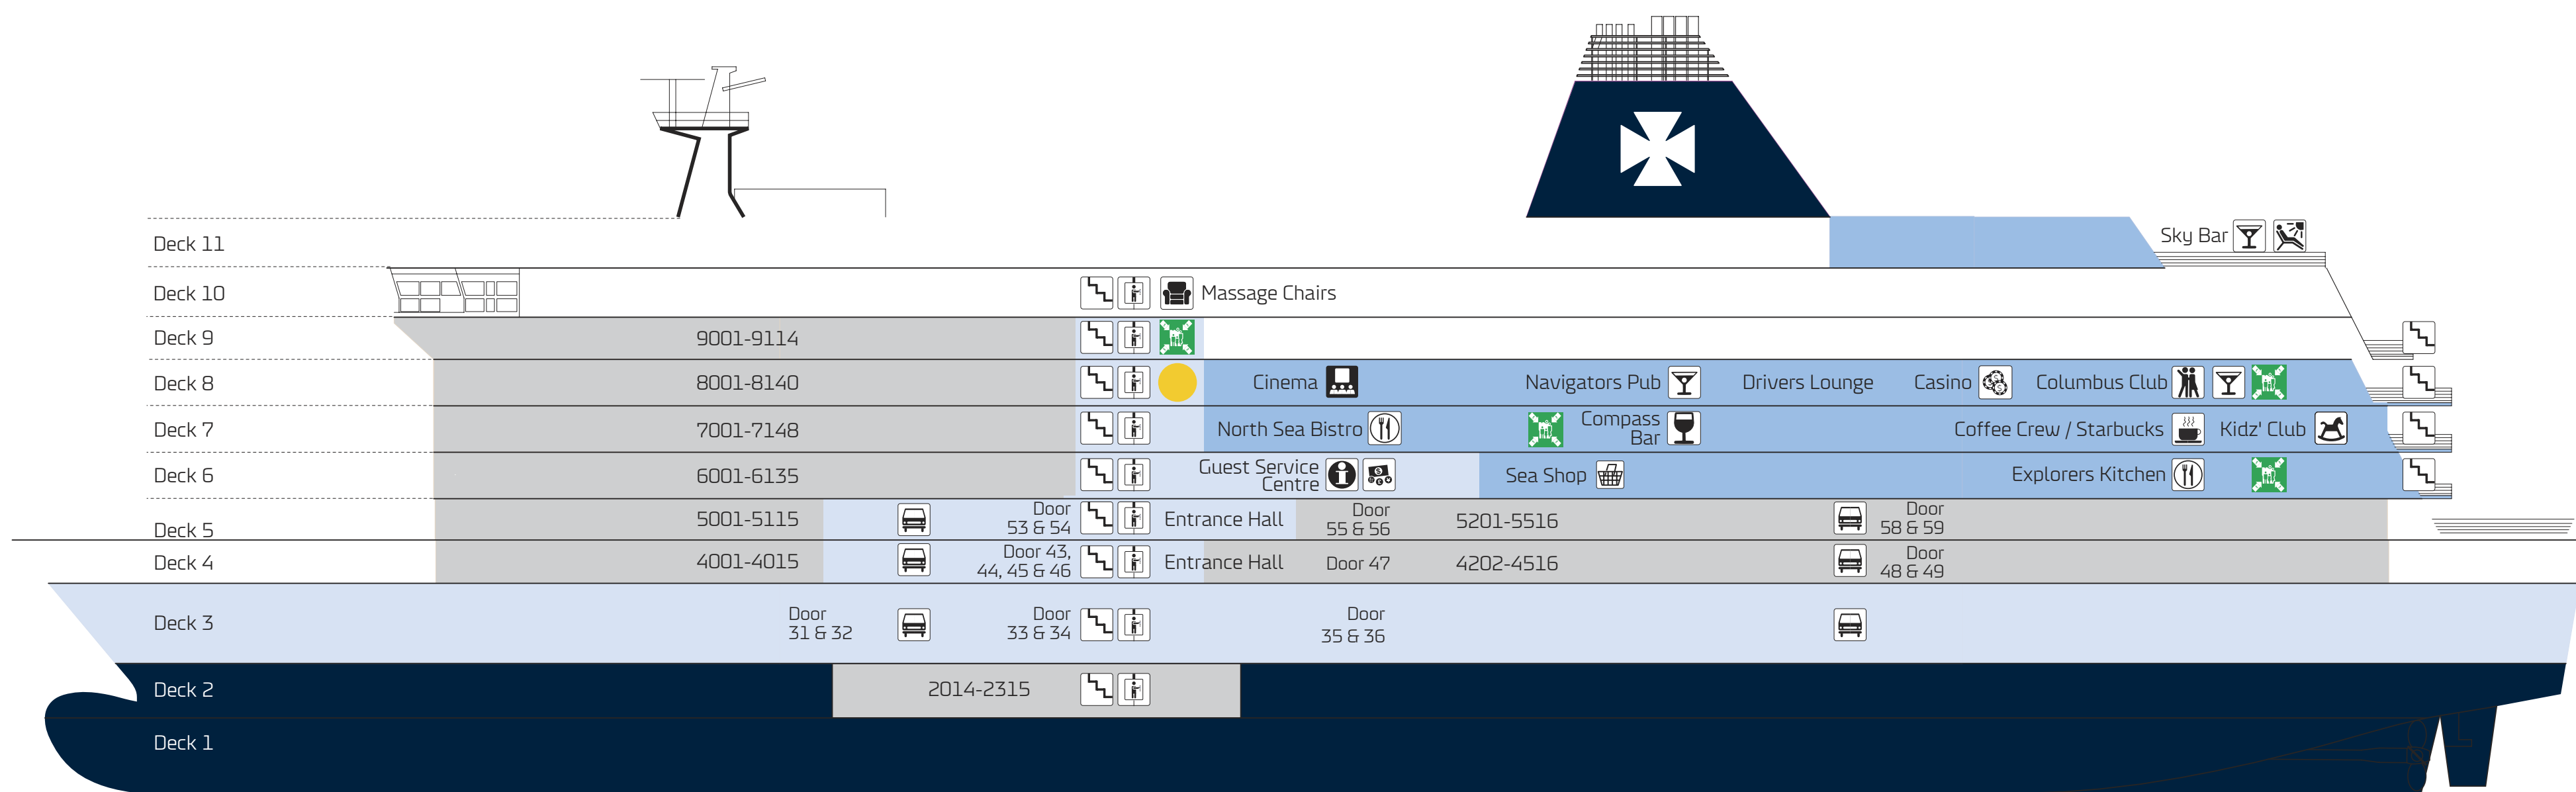 Deck 11
Sky Bar
Deck 10
Massage Chairs
Deck 9
9001-9114
Deck 8
8001-8140
Cinema
Navigators Pub
Drivers Lounge
Casino
Columbus Club
Deck 7
7001-7148
North Sea Bistro
Compass
Bar
Coffee Crew / Starbucks
Kidz' Club
Deck 6
6001-6135
Guest Service
Centre
Sea Shop
Explorers Kitchen
Deck 5
5001-5115
Door
53 & 54
Entrance Hall
Door
55 & 56
5201-5516
Door
58 & 59
Deck 4
4001-4015
Door 43,
44, 45 & 46
Entrance Hall
Door 47
4202-4516
Door
48 & 49
Deck 3
Door
31 & 32
Door
33 & 34
Door
35 & 36
Deck 2
2014-2315
Deck 1